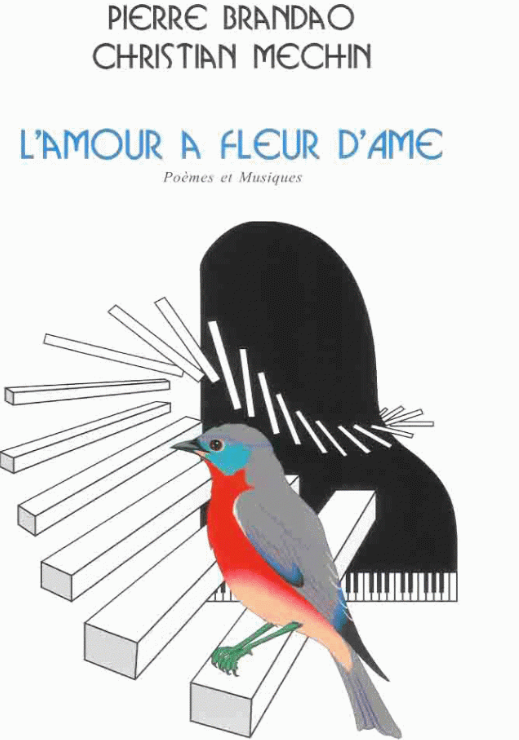 PIERRE BRANDAO
CHRISTIAN MECHIN
L'AMOUR A FLEUR D'AME
Poèmes et Musiques